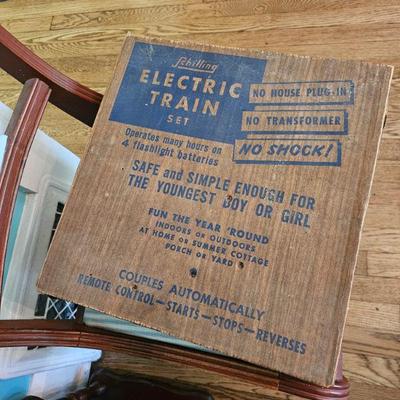 Schilling
ELECTRIC
TRAIN
SET
Operates many hours on
4 flashlight batteries
NO HOUSE PLUG-IN
NO TRANSFORMER
NO SHOCK!
SAFE and SIMPLE ENOUGH FOR
THE YOUNGEST BOY OR GIRL
FUN THE YEAR 'ROUND
INDOORS OR OUTDOORS
AT HOME OR SUMMER COTTAGE
PORCH OR YARD
COUPLES AUTOMATICALLY
REMOTE CONTROL—STARTS—STOPS—REVERSES